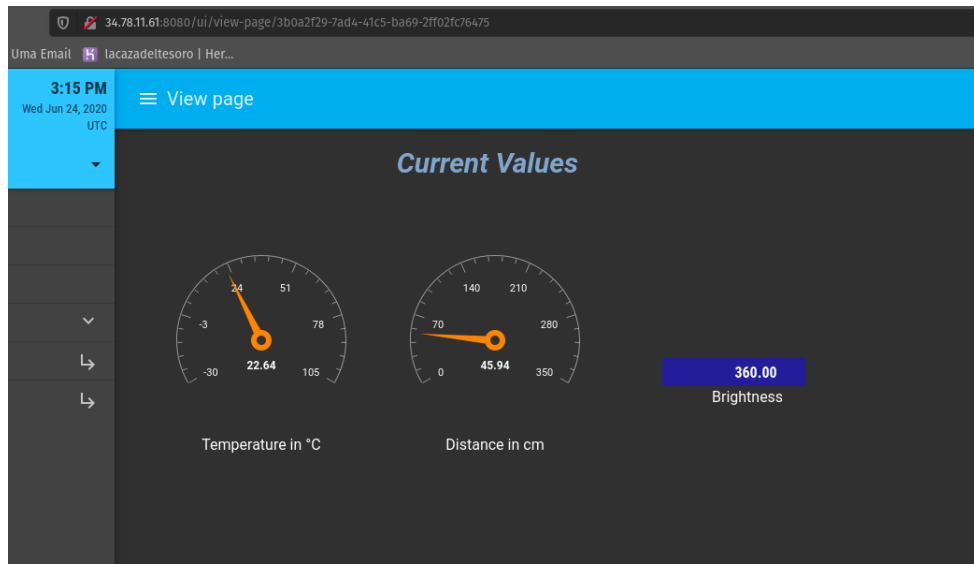 34.78.11.61:8080/ui/view-page/3b0a2f29-7ad4-41c5-ba69-2ff02fc76475
Uma Email lacazadeltesoro | Her...
3:15 PM
Wed Jun 24, 2020
UTC
View page
Current Values
-30 -3 24 51 78 105
22.64
Temperature in °C
0 70 140 210 280 350
45.94
Distance in cm
360.00
Brightness